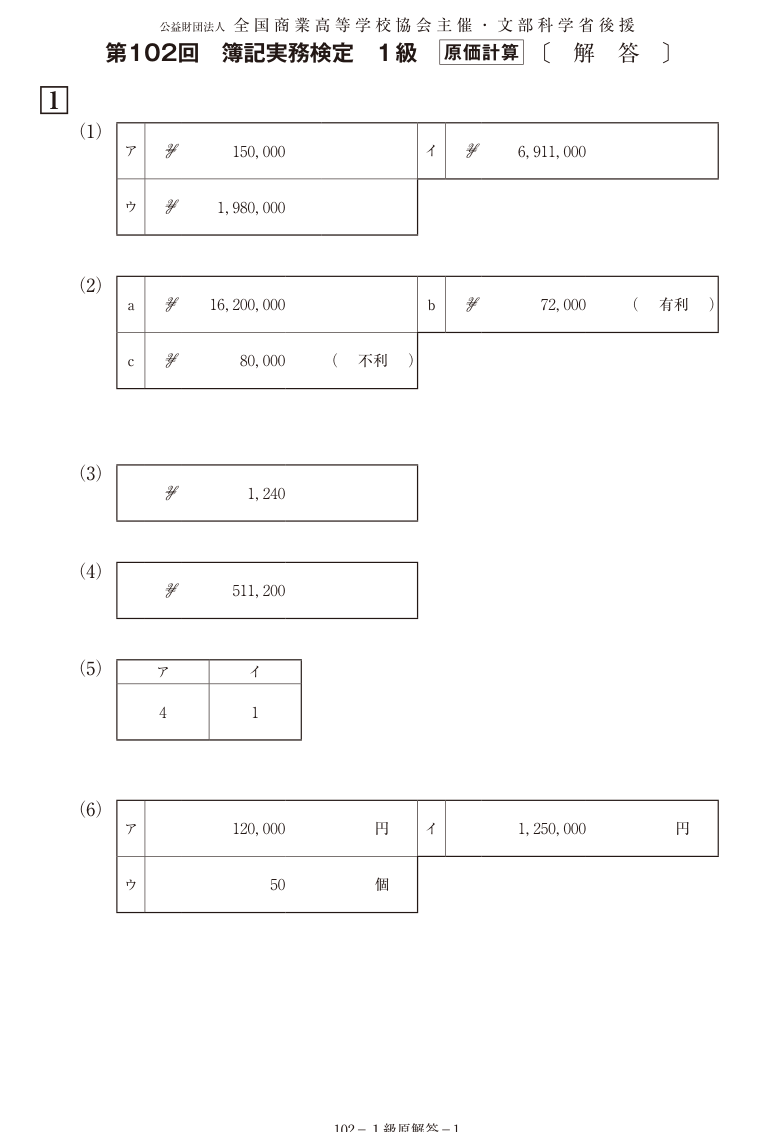 公益財団法人 全国商業高等学校協会主催・文部科学省後援
第102回 簿記実務検定 1級 原価計算 〔 解 答 〕
1
(1)
ア ¥ 150,000 イ ¥ 6,911,000
ウ ¥ 1,980,000
(2)
a ¥ 16,200,000 b ¥ 72,000 ( 有利 )
c ¥ 80,000 ( 不利 )
(3)
¥ 1,240
(4)
¥ 511,200
(5)
ア イ
4 1
(6)
ア 120,000 円 イ 1,250,000 円
ウ 50 個
102−1級原解答−1